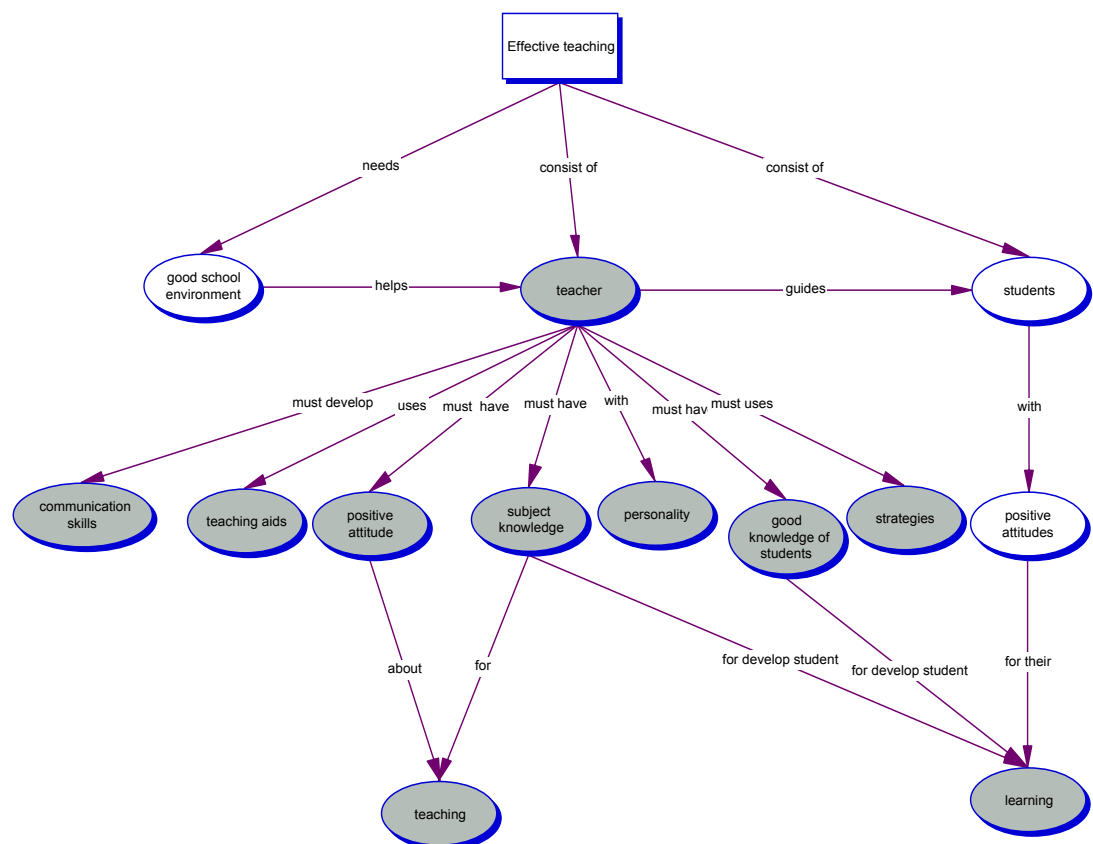 Effective teaching
needs
consist of
consist of
good school
environment
helps
teacher
guides
students
must develop
uses
must have
must have
with
must hav
must uses
with
communication
skills
teaching aids
positive
attitude
subject
knowledge
personality
good
knowledge of
students
strategies
positive
attitudes
about
for
for develop student
for develop student
for their
teaching
learning